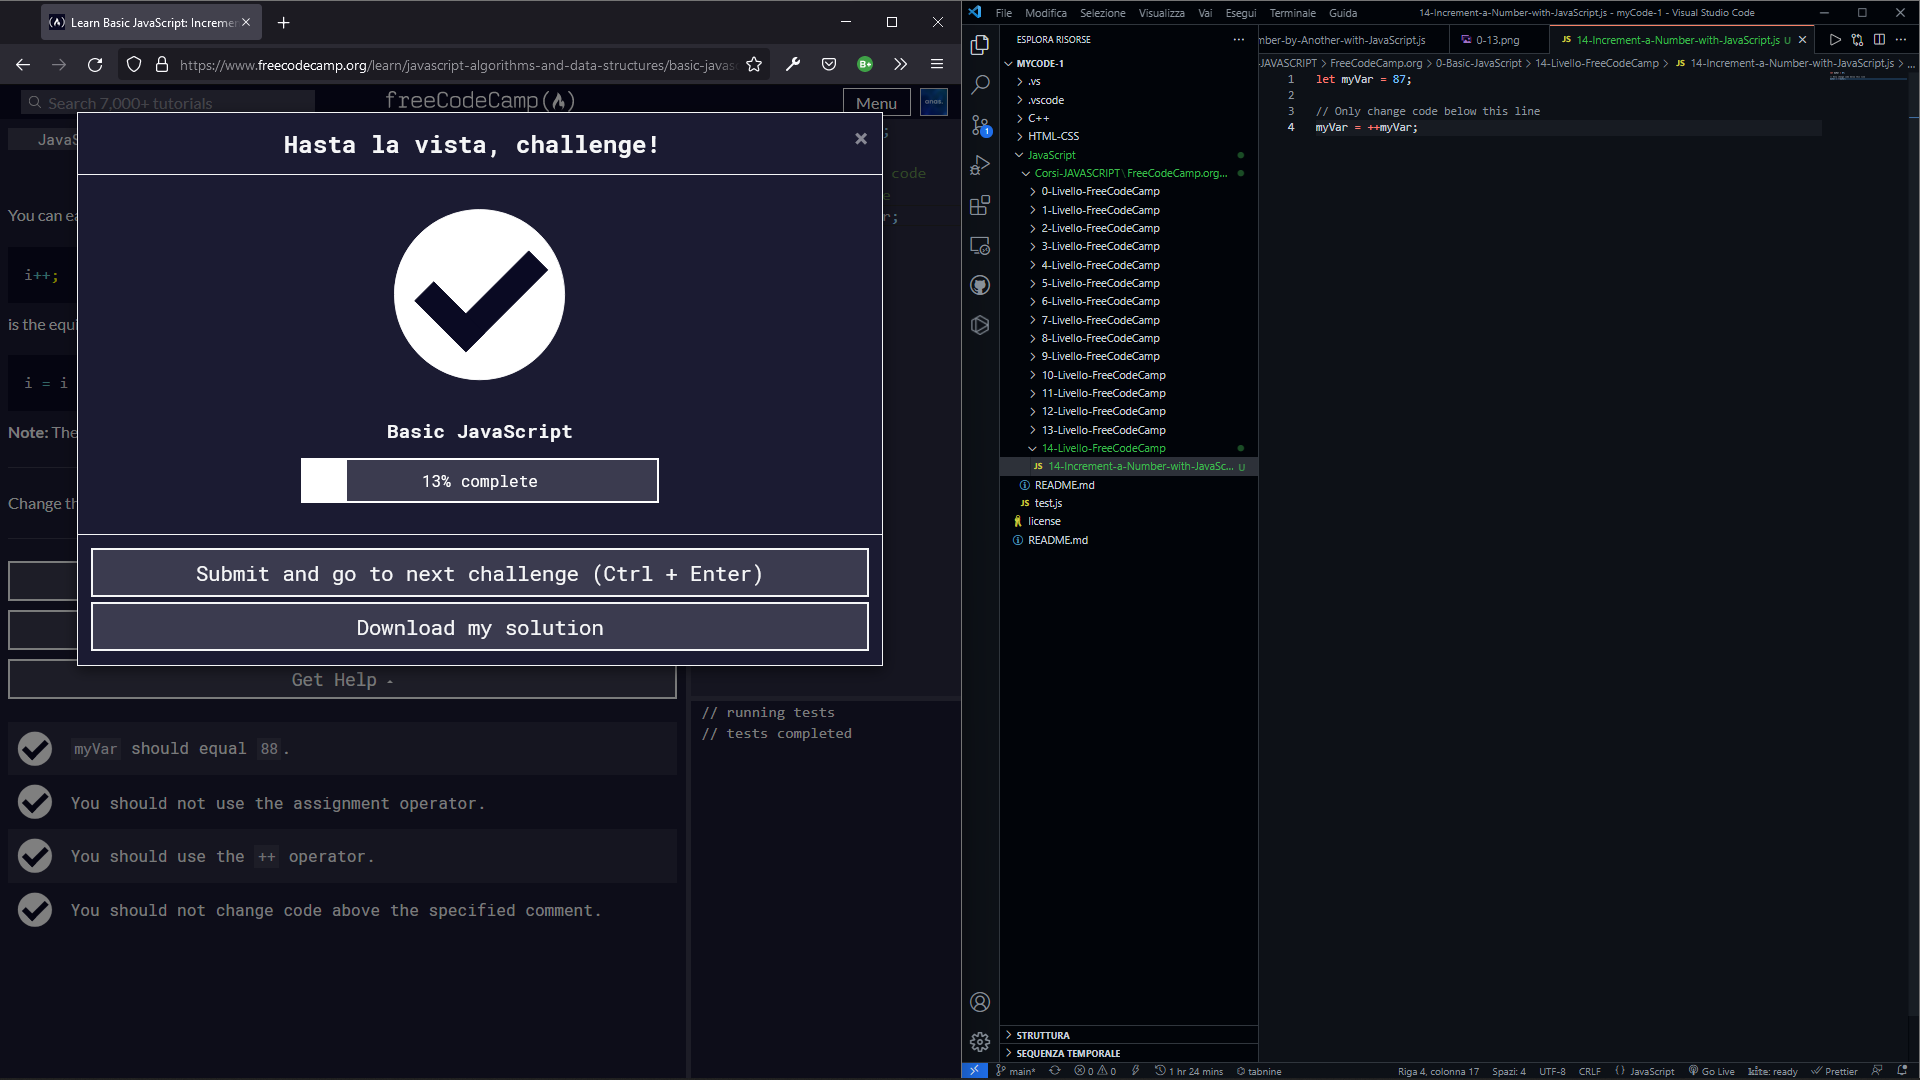 Learn Basic JavaScript: Increme
https://www.freecodecamp.org/learn/javascript-algorithms-and-data-structures/basic-javas
Search 7,000+ tutorials
freeCodeCamp
Menu
Hasta la vista, challenge!
×
JavaS
code
You can ea
r;
i++;
is the equi
i = i
Note: The
Basic JavaScript
13% complete
Change th
Submit and go to next challenge (Ctrl + Enter)
Download my solution
Get Help
// running tests
// tests completed
myVar should equal 88.
You should not use the assignment operator.
You should use the ++ operator.
You should not change code above the specified comment.
File Modifica Selezione Visualizza Vai Esegui Terminale Guida
14-Increment-a-Number-with-JavaScript.js - myCode-1 - Visual Studio Code
ESPLORA RISORSE
mber-by-Another-with-JavaScript.js
0-13.png
JS 14-Increment-a-Number-with-JavaScript.js U
-JAVASCRIPT > FreeCodeCamp.org > 0-Basic-JavaScript > 14-Livello-FreeCodeCamp > JS 14-Increment-a-Number-with-JavaScript.js > ...
MYCODE-1
.vs
.vscode
C++
HTML-CSS
JavaScript
Corsi-JAVASCRIPT \ FreeCodeCamp.org...
0-Livello-FreeCodeCamp
1-Livello-FreeCodeCamp
2-Livello-FreeCodeCamp
3-Livello-FreeCodeCamp
4-Livello-FreeCodeCamp
5-Livello-FreeCodeCamp
6-Livello-FreeCodeCamp
7-Livello-FreeCodeCamp
8-Livello-FreeCodeCamp
9-Livello-FreeCodeCamp
10-Livello-FreeCodeCamp
11-Livello-FreeCodeCamp
12-Livello-FreeCodeCamp
13-Livello-FreeCodeCamp
14-Livello-FreeCodeCamp
JS 14-Increment-a-Number-with-JavaSc... U
README.md
JS test.js
license
README.md
1 let myVar = 87;
2
3 // Only change code below this line
4 myVar = ++myVar;
1
STRUTTURA
SEQUENZA TEMPORALE
main* 0 0 1 hr 24 mins tabnine
Riga 4, colonna 17 Spazi: 4 UTF-8 CRLF JavaScript Go Live kite: ready Prettier